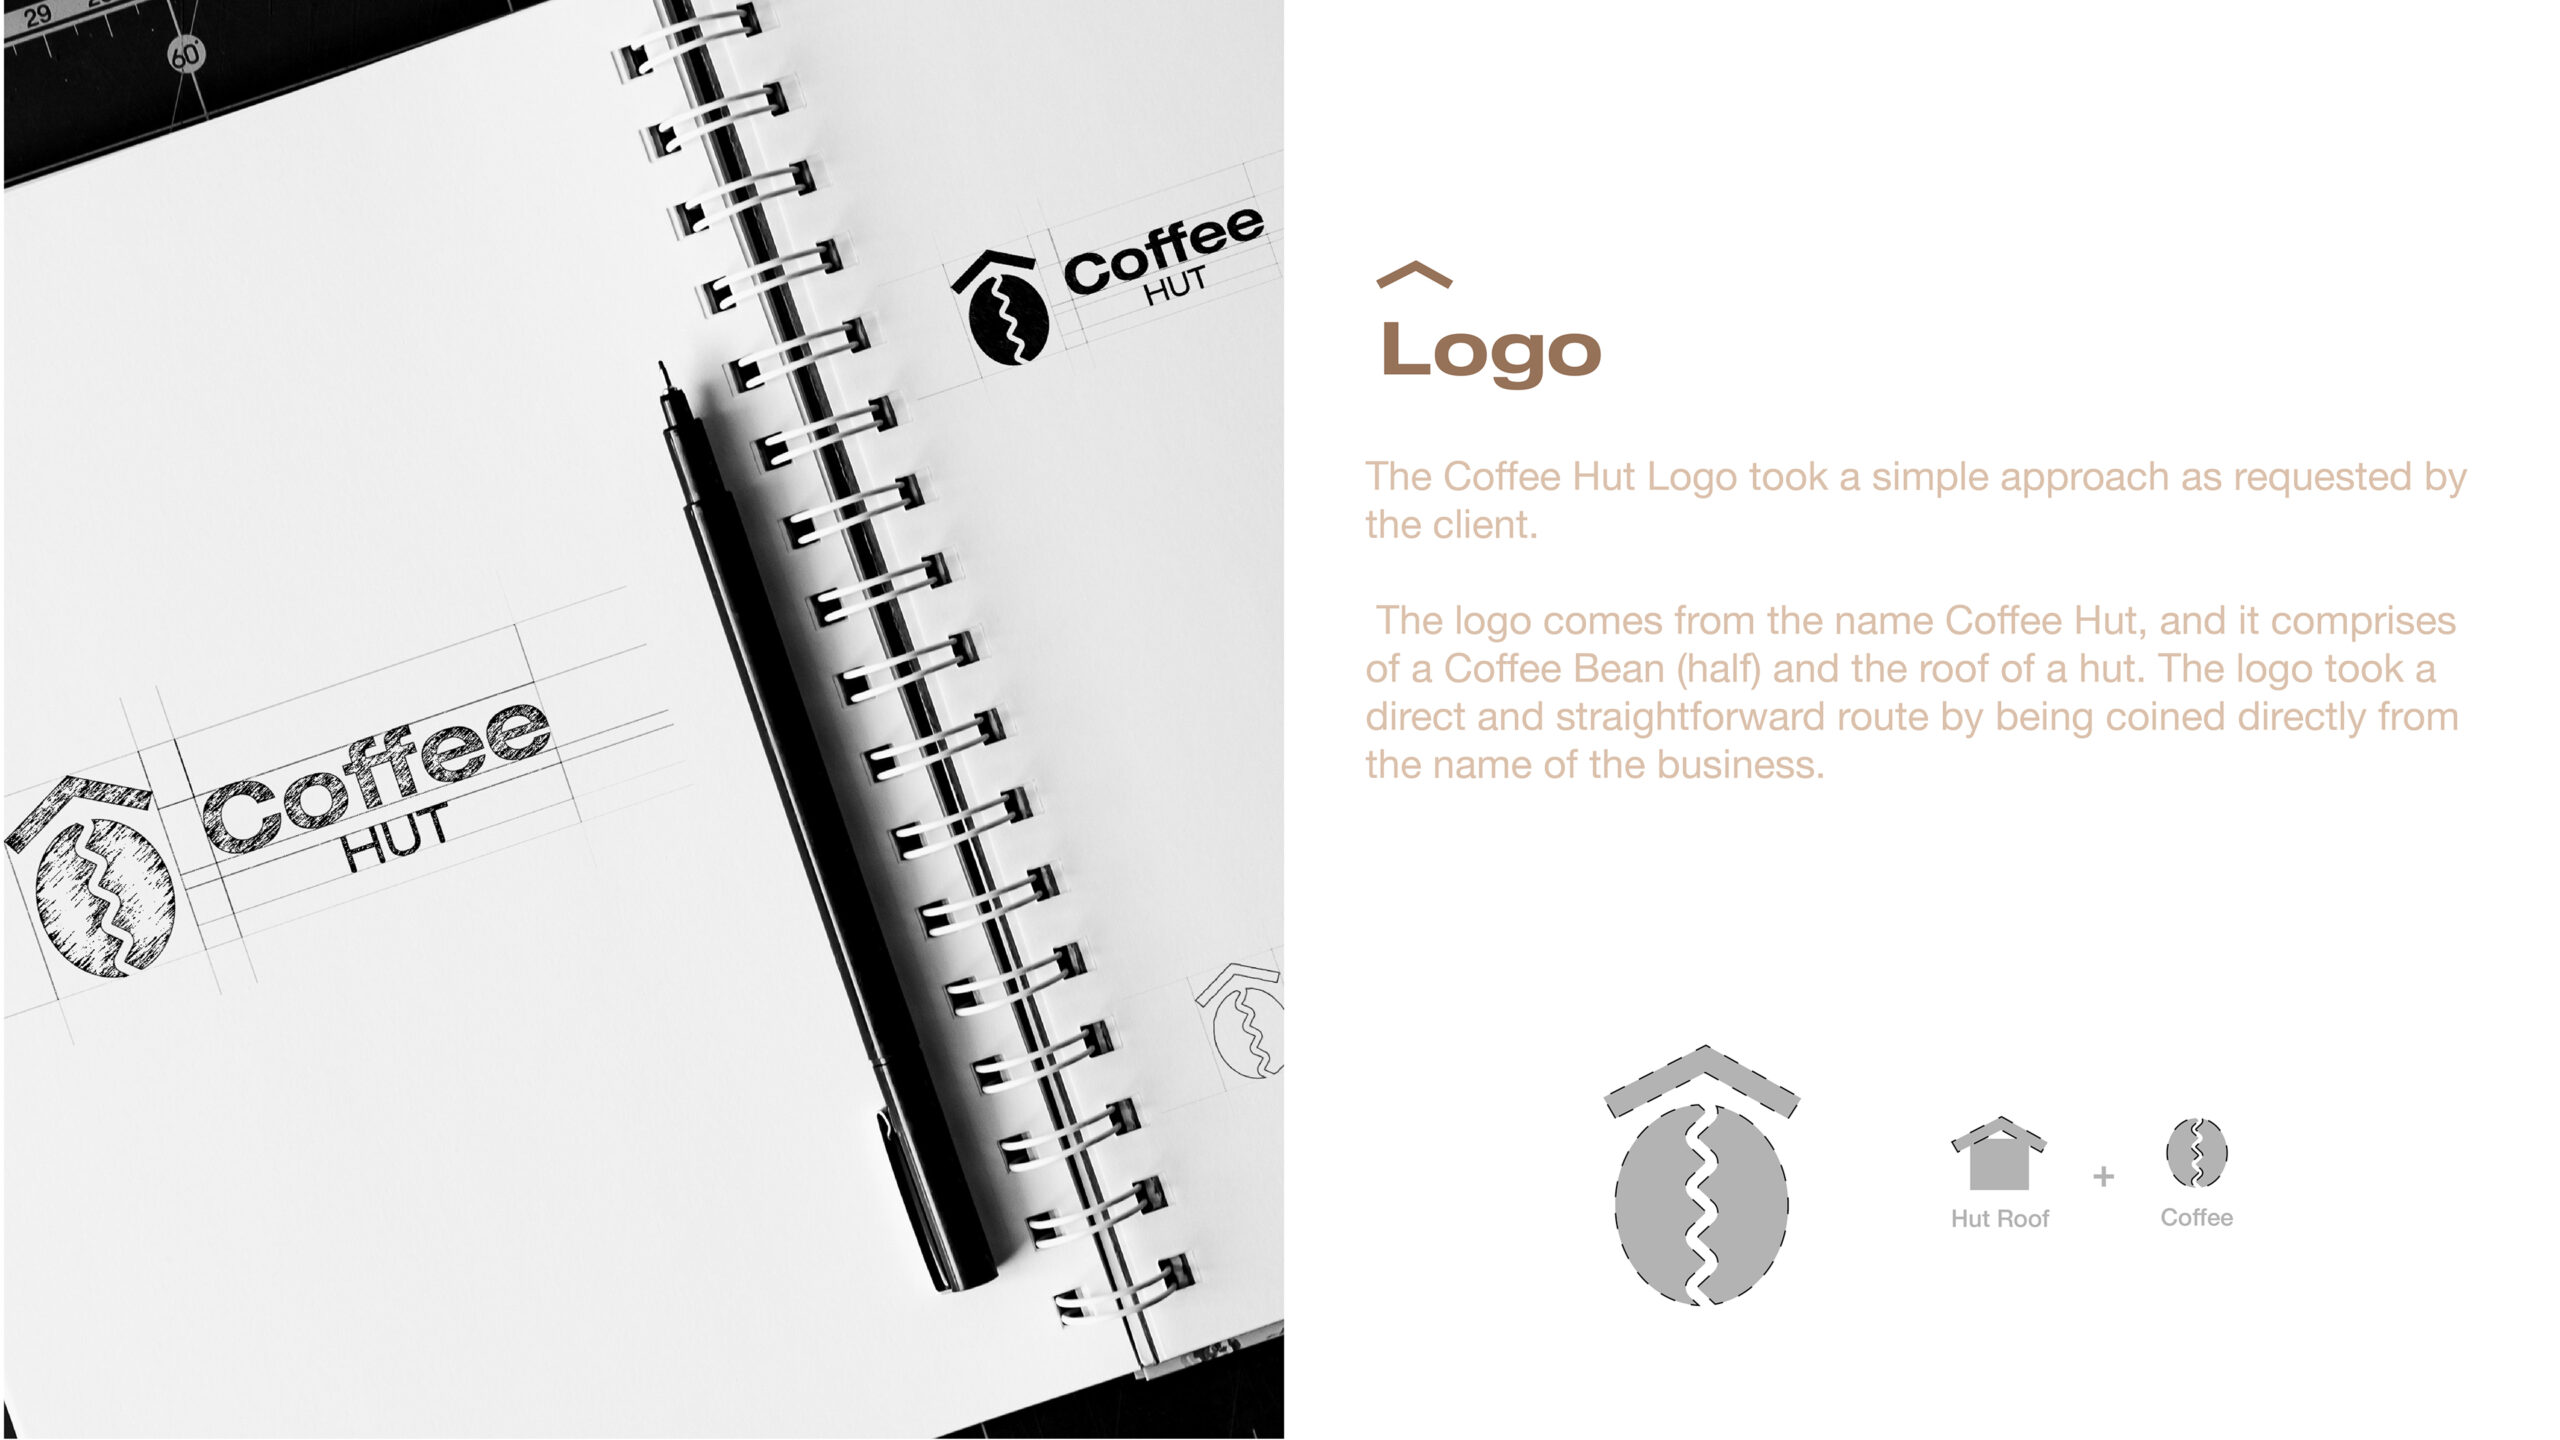 29
60°
Coffee
HUT
Coffee
HUT
Logo
The Coffee Hut Logo took a simple approach as requested by
the client.
The logo comes from the name Coffee Hut, and it comprises
of a Coffee Bean (half) and the roof of a hut. The logo took a
direct and straightforward route by being coined directly from
the name of the business.
Hut Roof
+
Coffee